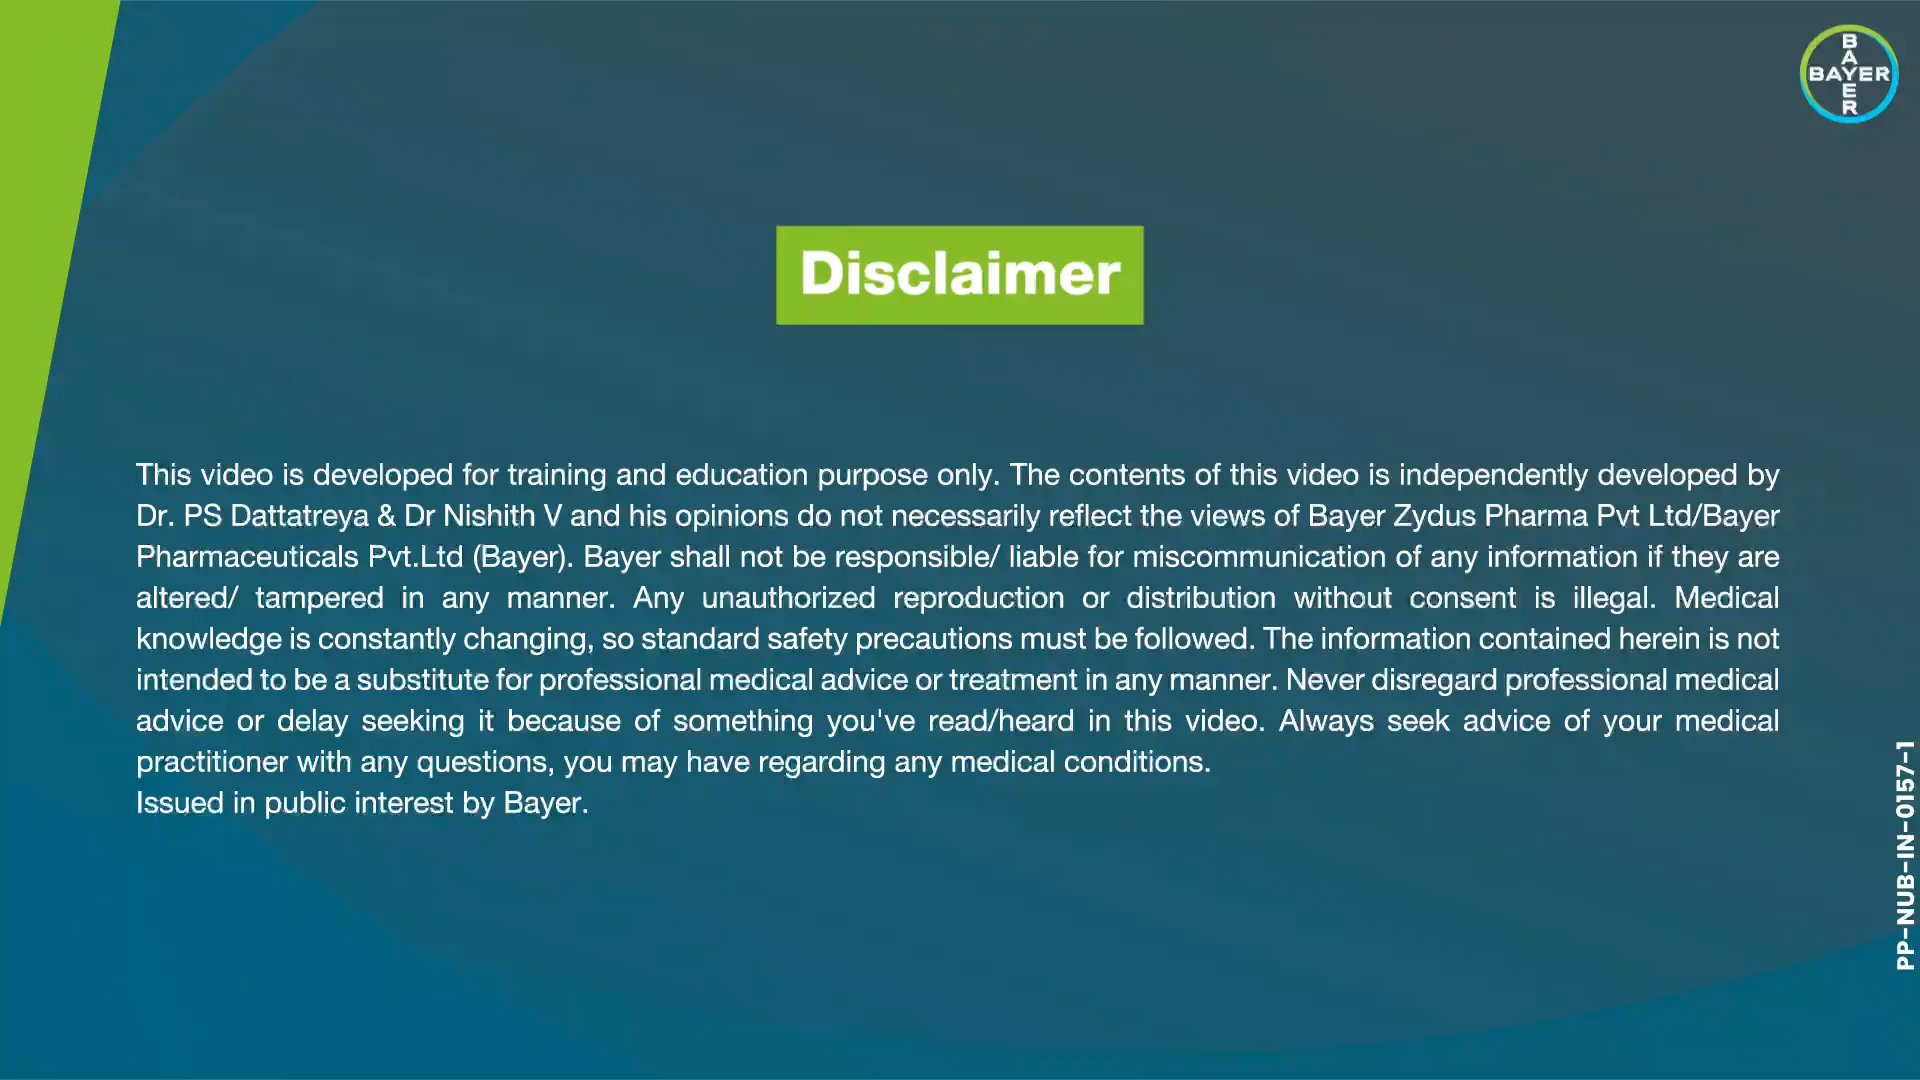 BAYER
BAYER
Disclaimer
This video is developed for training and education purpose only. The contents of this video is independently developed by
Dr. PS Dattatreya & Dr Nishith V and his opinions do not necessarily reflect the views of Bayer Zydus Pharma Pvt Ltd/Bayer
Pharmaceuticals Pvt.Ltd (Bayer). Bayer shall not be responsible/ liable for miscommunication of any information if they are
altered/ tampered in any manner. Any unauthorized reproduction or distribution without consent is illegal. Medical
knowledge is constantly changing, so standard safety precautions must be followed. The information contained herein is not
intended to be a substitute for professional medical advice or treatment in any manner. Never disregard professional medical
advice or delay seeking it because of something you've read/heard in this video. Always seek advice of your medical
practitioner with any questions, you may have regarding any medical conditions.
Issued in public interest by Bayer.
PP-NUB-IN-0157-1